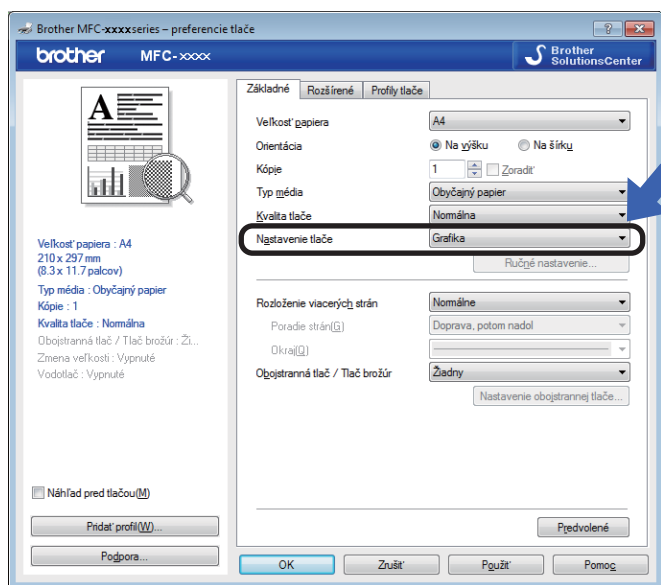 Brother MFC-xxxxseries – preferencie tlače
brother MFC-xxxx
Brother
SolutionsCenter
A
Veľkosť papiera : A4
210 x 297 mm
(8.3 x 11.7 palcov)
Typ média : Obyčajný papier
Kópie : 1
Kvalita tlače : Normálna
Obojstranná tlač / Tlač brožúr : Ži...
Zmena veľkosti : Vypnuté
Vodotlač : Vypnuté
Náhľad pred tlačou(M)
Pridať profil(W)...
Podpora...
Základné Rozšírené Profily tlače
Veľkosť papiera A4
Orientácia Na výšku Na šírku
Kópie 1 Zoradiť
Typ média Obyčajný papier
Kvalita tlače Normálna
Nastavenie tlače Grafika
Ručné nastavenie...
Rozloženie viacerých strán Normálne
Poradie strán(G) Doprava, potom nadol
Okraj(Q)
Obojstranná tlač / Tlač brožúr Žiadny
Nastavenie obojstrannej tlače...
Predvolené
OK Zrušiť Použiť Pomoc